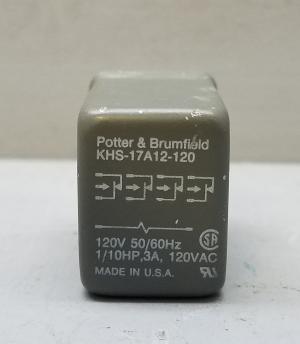 Potter & Brumfield
KHS-17A12-120
120V 50/60Hz
1/10HP,3A, 120VAC
MADE IN U.S.A.